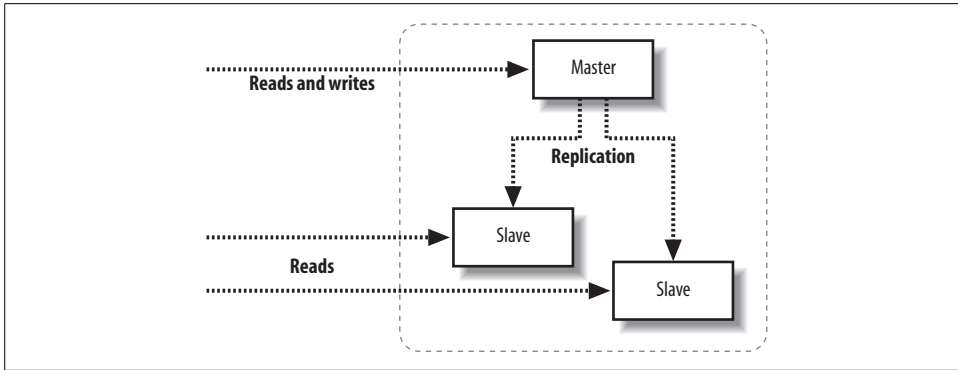 Master
Reads and writes
Replication
Slave
Reads
Slave